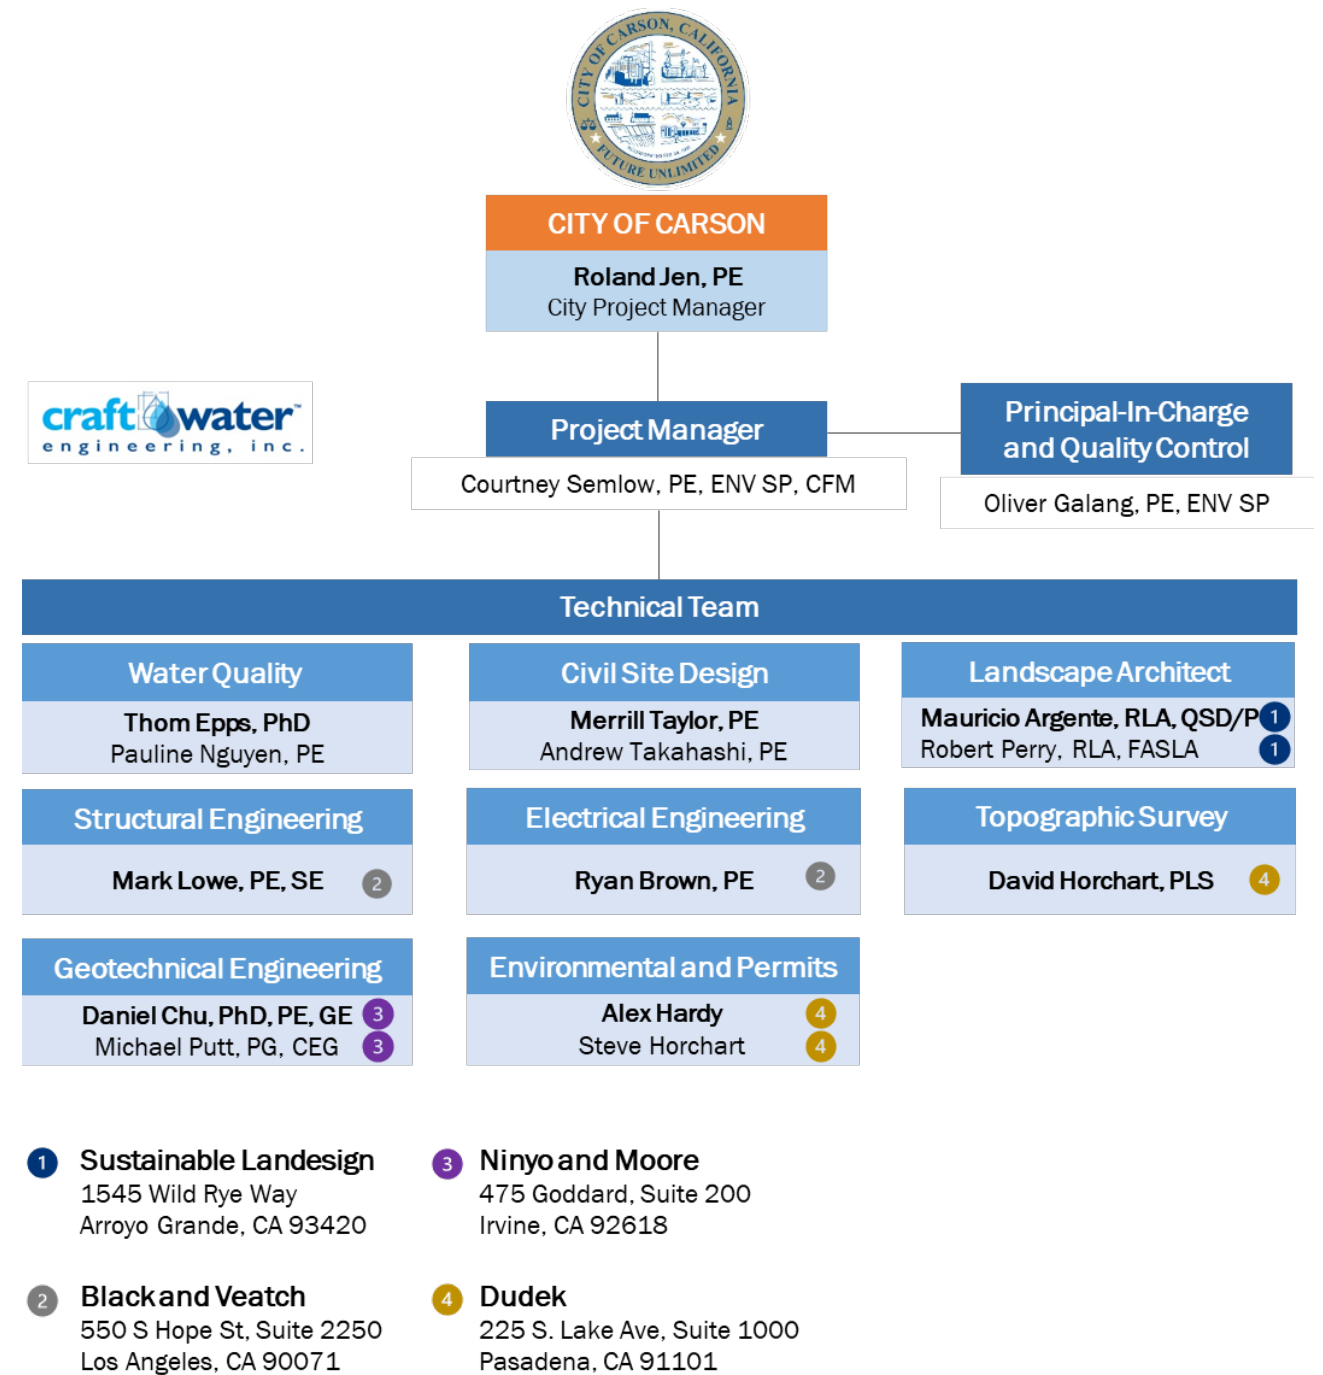 CITY OF CARSON, CALIFORNIA
FUTURE UNLIMITED
CITY OF CARSON
Roland Jen, PE
City Project Manager
craft water™
engineering, inc.
Project Manager
Courtney Semlow, PE, ENV SP, CFM
Principal-In-Charge
and Quality Control
Oliver Galang, PE, ENV SP
Technical Team
Water Quality
Thom Epps, PhD
Pauline Nguyen, PE
Civil Site Design
Merrill Taylor, PE
Andrew Takahashi, PE
Landscape Architect
Mauricio Argente, RLA, QSD/P 1
Robert Perry, RLA, FASLA 1
Structural Engineering
Mark Lowe, PE, SE 2
Electrical Engineering
Ryan Brown, PE 2
Topographic Survey
David Horchart, PLS 4
Geotechnical Engineering
Daniel Chu, PhD, PE, GE 3
Michael Putt, PG, CEG 3
Environmental and Permits
Alex Hardy 4
Steve Horchart 4
1 Sustainable Landesign
1545 Wild Rye Way
Arroyo Grande, CA 93420
3 Ninyo and Moore
475 Goddard, Suite 200
Irvine, CA 92618
2 Black and Veatch
550 S Hope St, Suite 2250
Los Angeles, CA 90071
4 Dudek
225 S. Lake Ave, Suite 1000
Pasadena, CA 91101